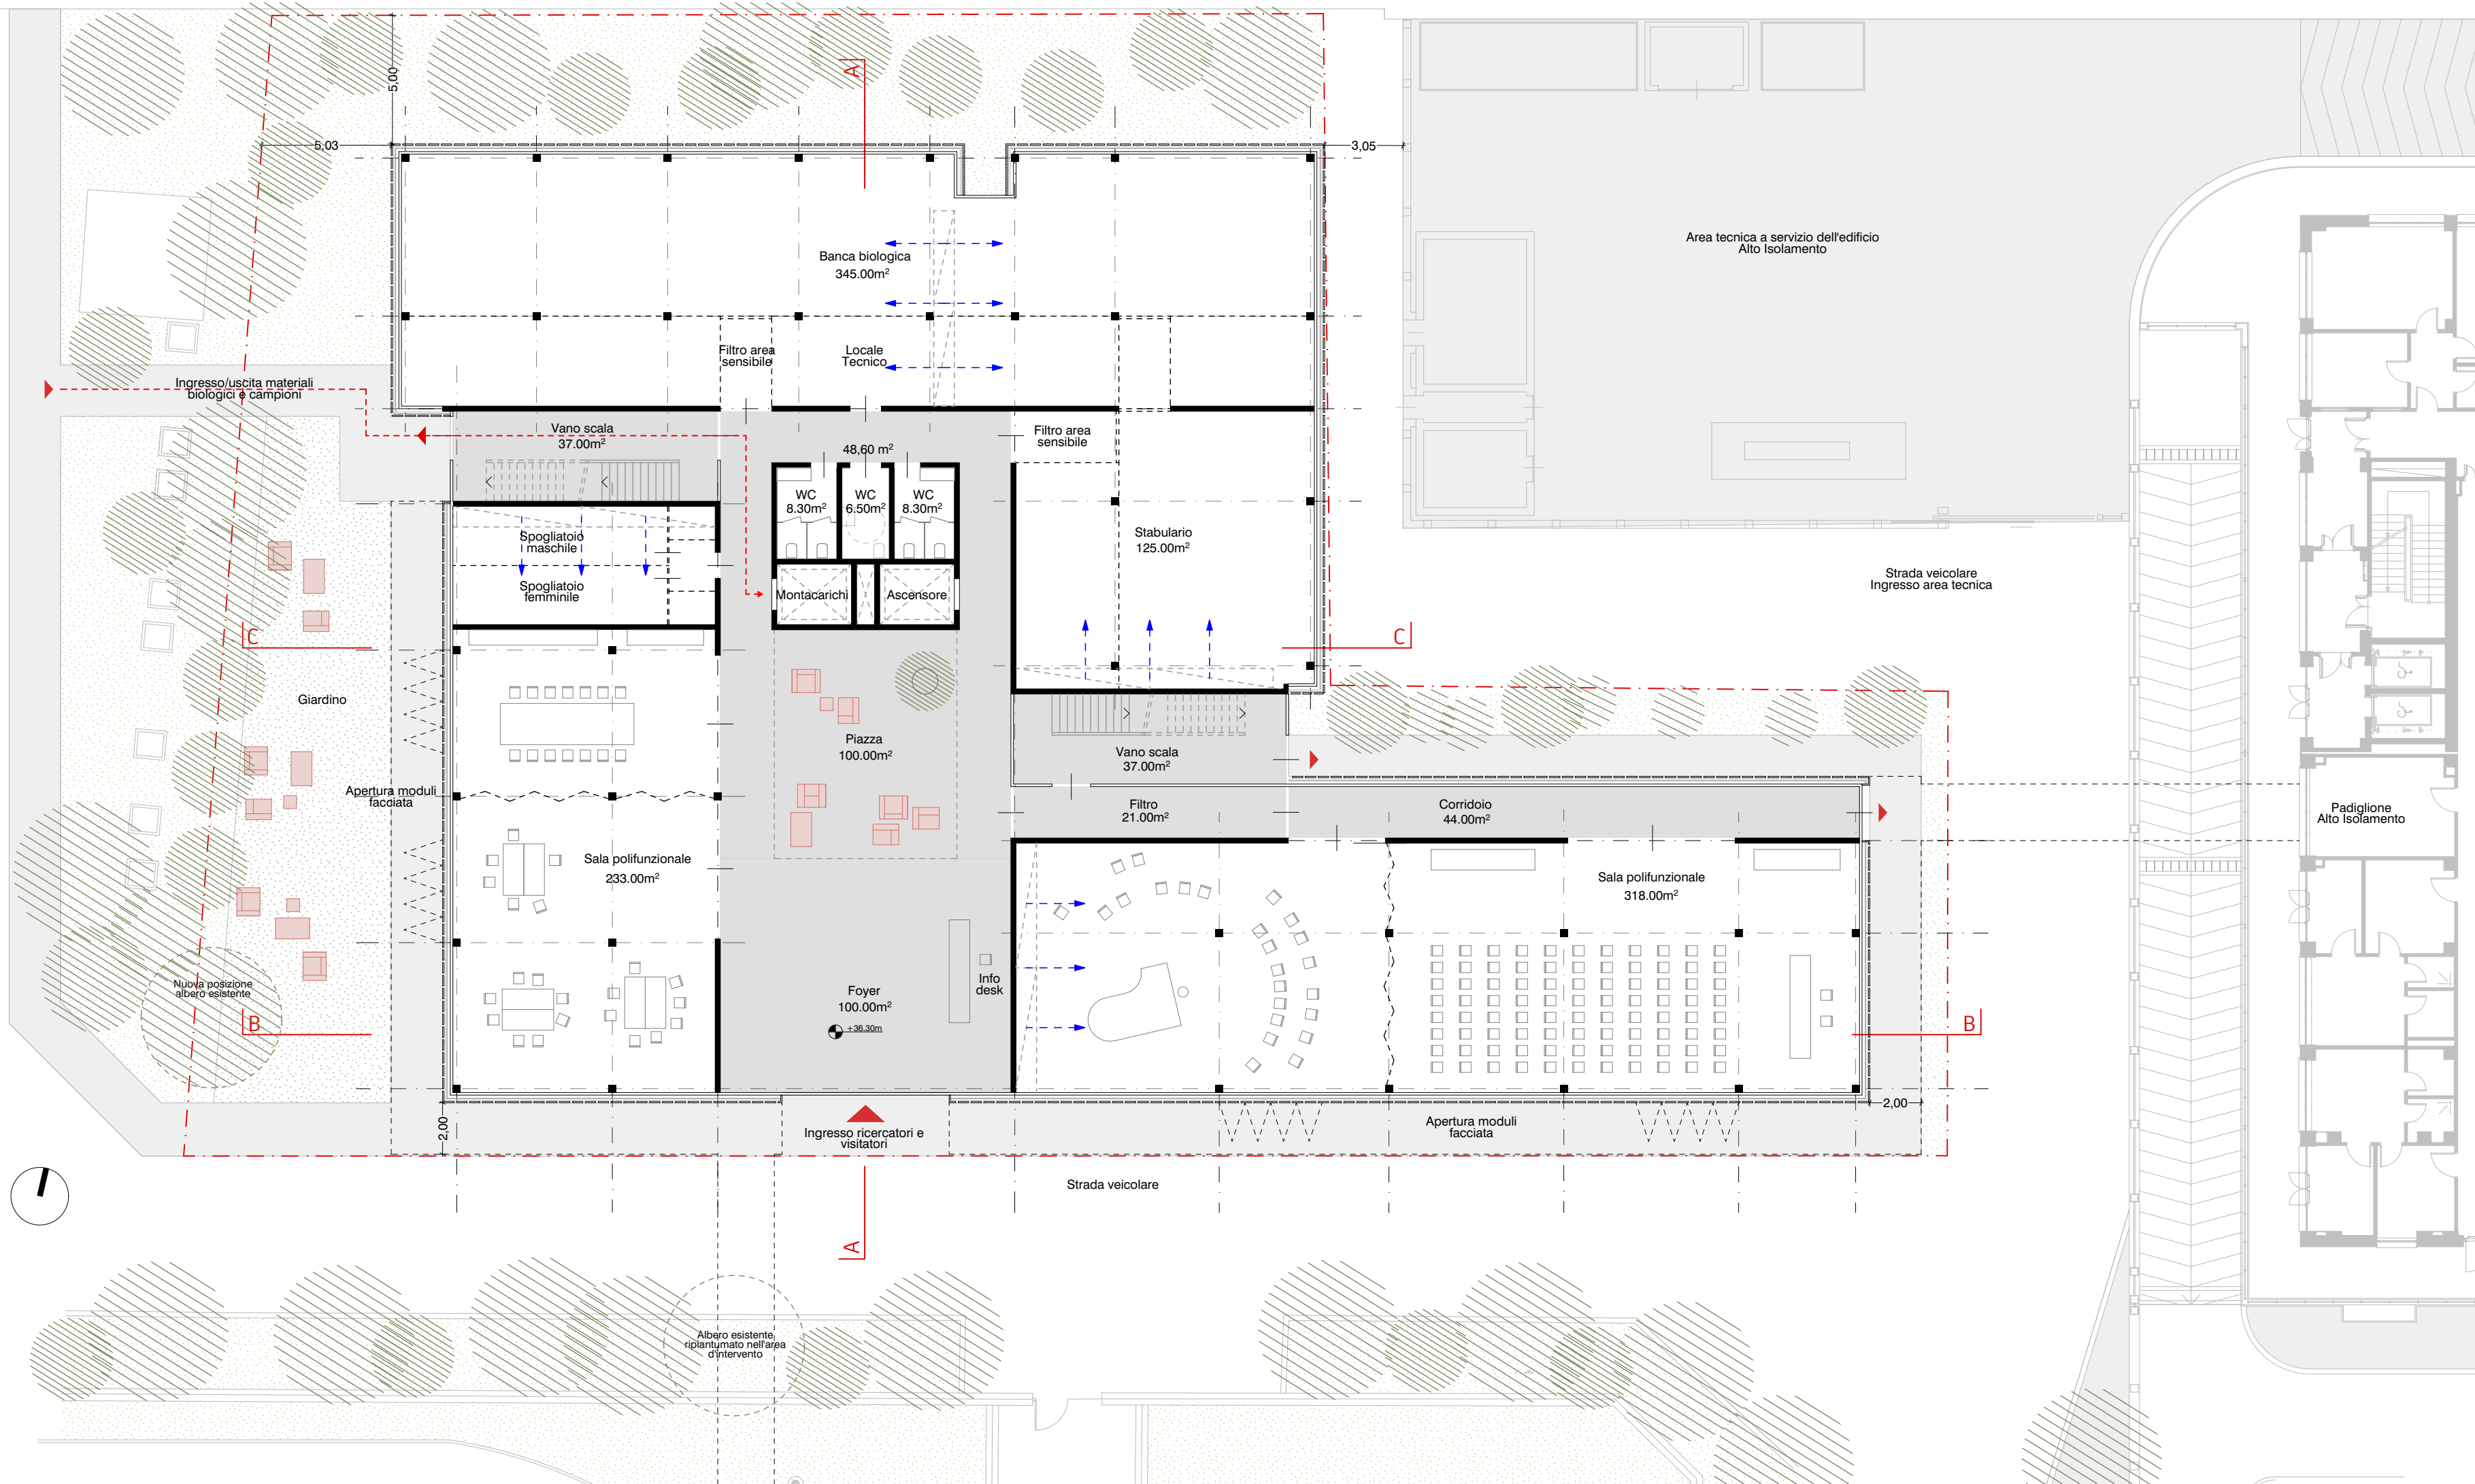 A
5,00
5,03
3,05
Area tecnica a servizio dell'edificio
Alto Isolamento
Banca biologica
345.00m²
Filtro area
sensibile
Locale
Tecnico
Ingresso/uscita materiali
biologici e campioni
Vano scala
37.00m²
48,60 m²
Filtro area
sensibile
WC
8.30m²
WC
6.50m²
WC
8.30m²
Spogliatoio
maschile
Stabulario
125.00m²
Strada veicolare
Ingresso area tecnica
Spogliatoio
femminile
Montacarichi
Ascensore
C
C
Giardino
Piazza
100.00m²
Vano scala
37.00m²
Apertura moduli
facciata
Filtro
21.00m²
Corridoio
44.00m²
Padiglione
Alto Isolamento
Sala polifunzionale
233.00m²
Sala polifunzionale
318.00m²
Nuova posizione
albero esistente
Info
desk
Foyer
100.00m²
+36.30m
B
B
2,00
2,00
Ingresso ricercatori e
visitatori
Apertura moduli
facciata
Strada veicolare
A
Albero esistente
ripiantumato nell'area
d'intervento